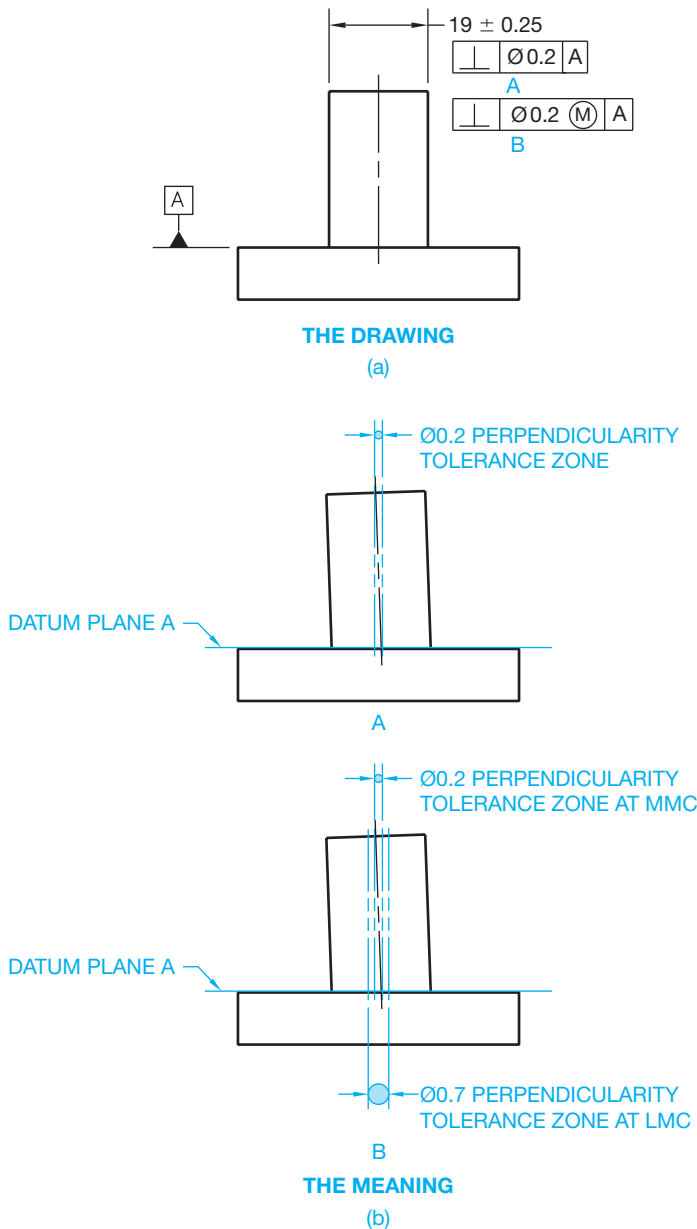 19 ± 0.25
⊥ Ø0.2 A
A
⊥ Ø0.2 Ⓜ A
B
A
THE DRAWING
(a)
Ø0.2 PERPENDICULARITY
TOLERANCE ZONE
DATUM PLANE A
A
Ø0.2 PERPENDICULARITY
TOLERANCE ZONE AT MMC
DATUM PLANE A
Ø0.7 PERPENDICULARITY
TOLERANCE ZONE AT LMC
B
THE MEANING
(b)